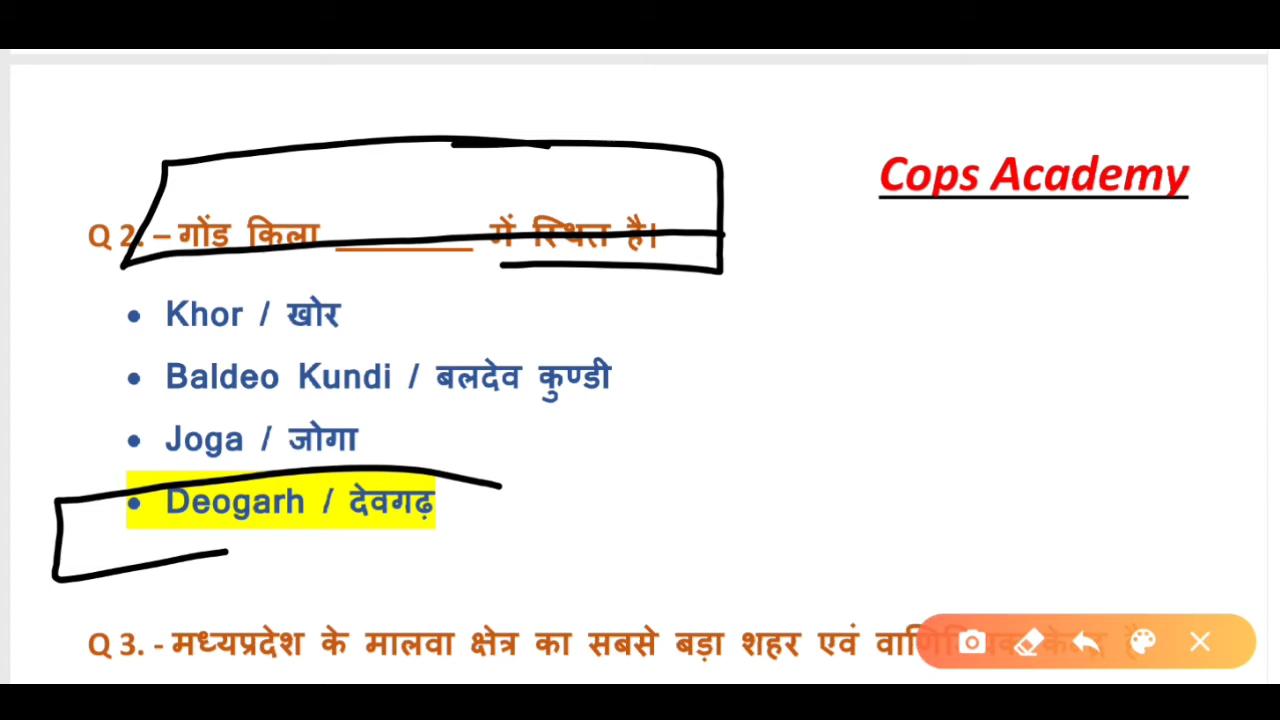 Cops Academy
Q 2. – गोंड किला ________ में स्थित है।
• Khor / खोर
• Baldeo Kundi / बलदेव कुण्डी
• Joga / जोगा
• Deogarh / देवगढ़
Q 3. - मध्यप्रदेश के मालवा क्षेत्र का सबसे बड़ा शहर एवं